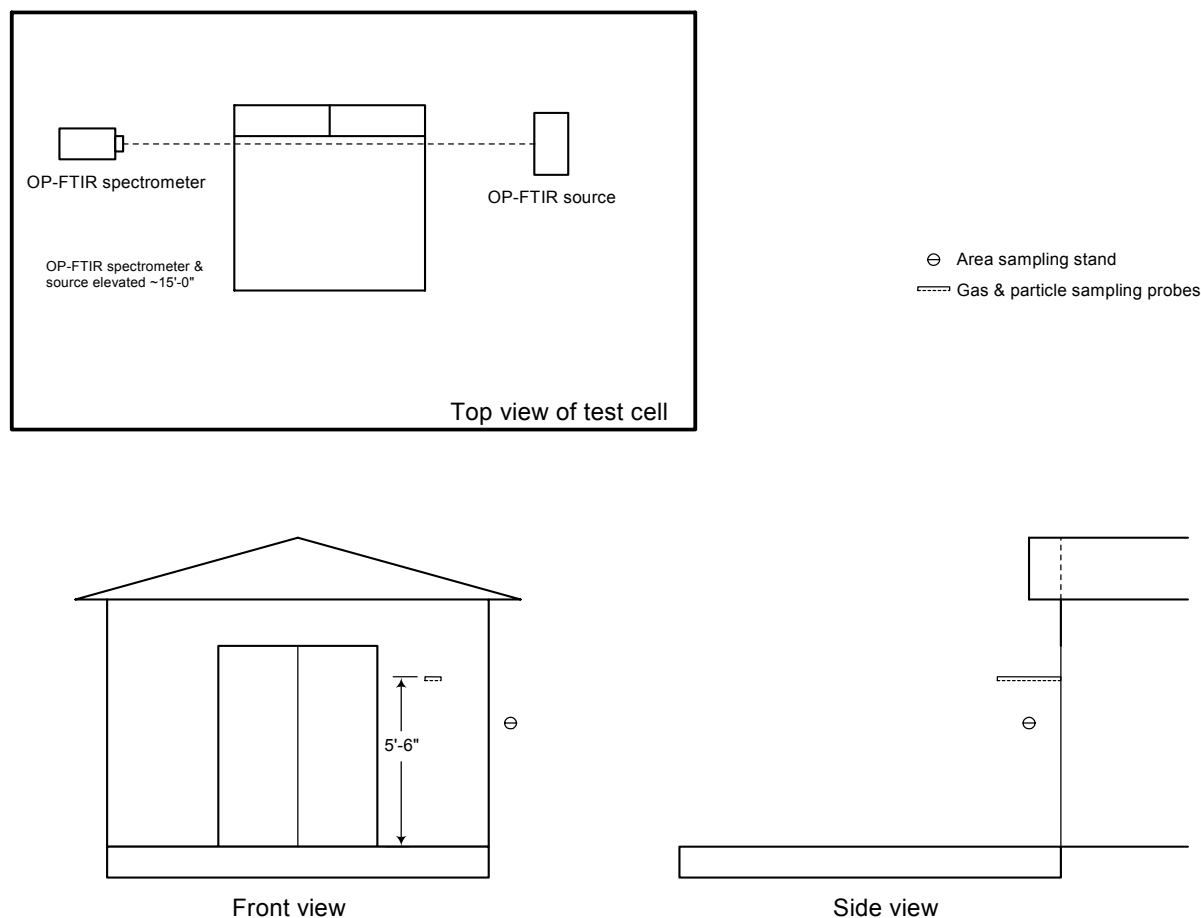 OP-FTIR spectrometer
OP-FTIR source
OP-FTIR spectrometer &
source elevated ~15'-0"
Area sampling stand
Gas & particle sampling probes
Top view of test cell
5'-6"
Front view
Side view